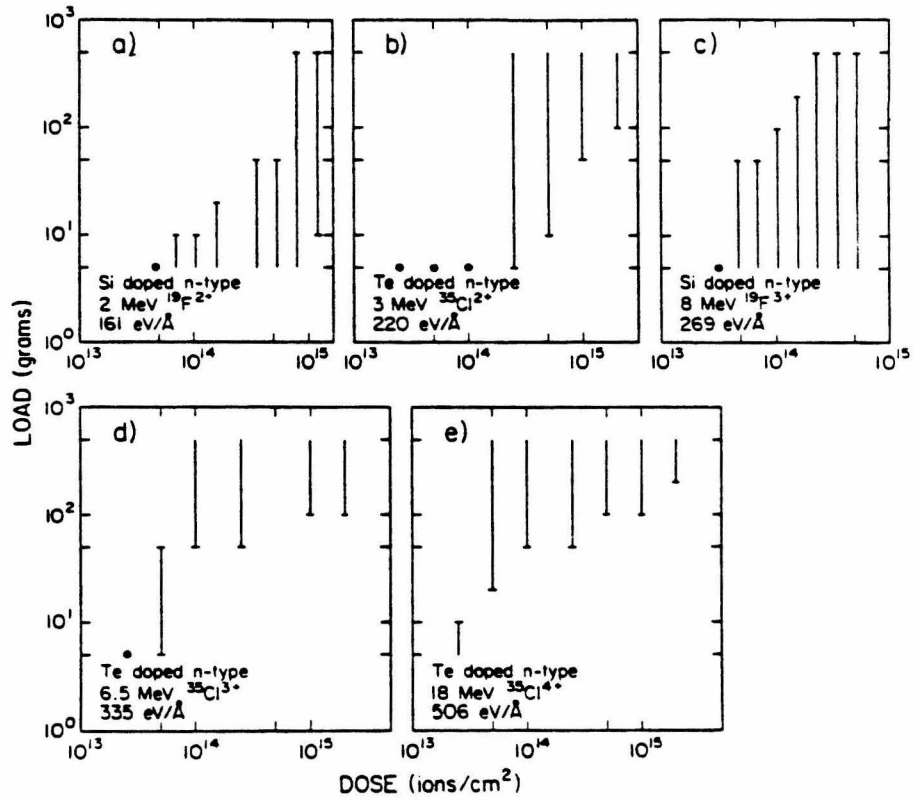 a)
b)
c)
10³
10²
10¹
10⁰
Si doped n-type
2 MeV ¹⁹F²⁺
161 eV/Å
Te doped n-type
3 MeV ³⁵Cl²⁺
220 eV/Å
Si doped n-type
8 MeV ¹⁹F³⁺
269 eV/Å
10¹³ 10¹⁴ 10¹⁵
10¹³ 10¹⁴ 10¹⁵
10¹³ 10¹⁴ 10¹⁵
LOAD (grams)
d)
e)
10³
10²
10¹
10⁰
Te doped n-type
6.5 MeV ³⁵Cl³⁺
335 eV/Å
Te doped n-type
18 MeV ³⁵Cl⁴⁺
506 eV/Å
10¹³ 10¹⁴ 10¹⁵
10¹³ 10¹⁴ 10¹⁵
DOSE (ions/cm²)